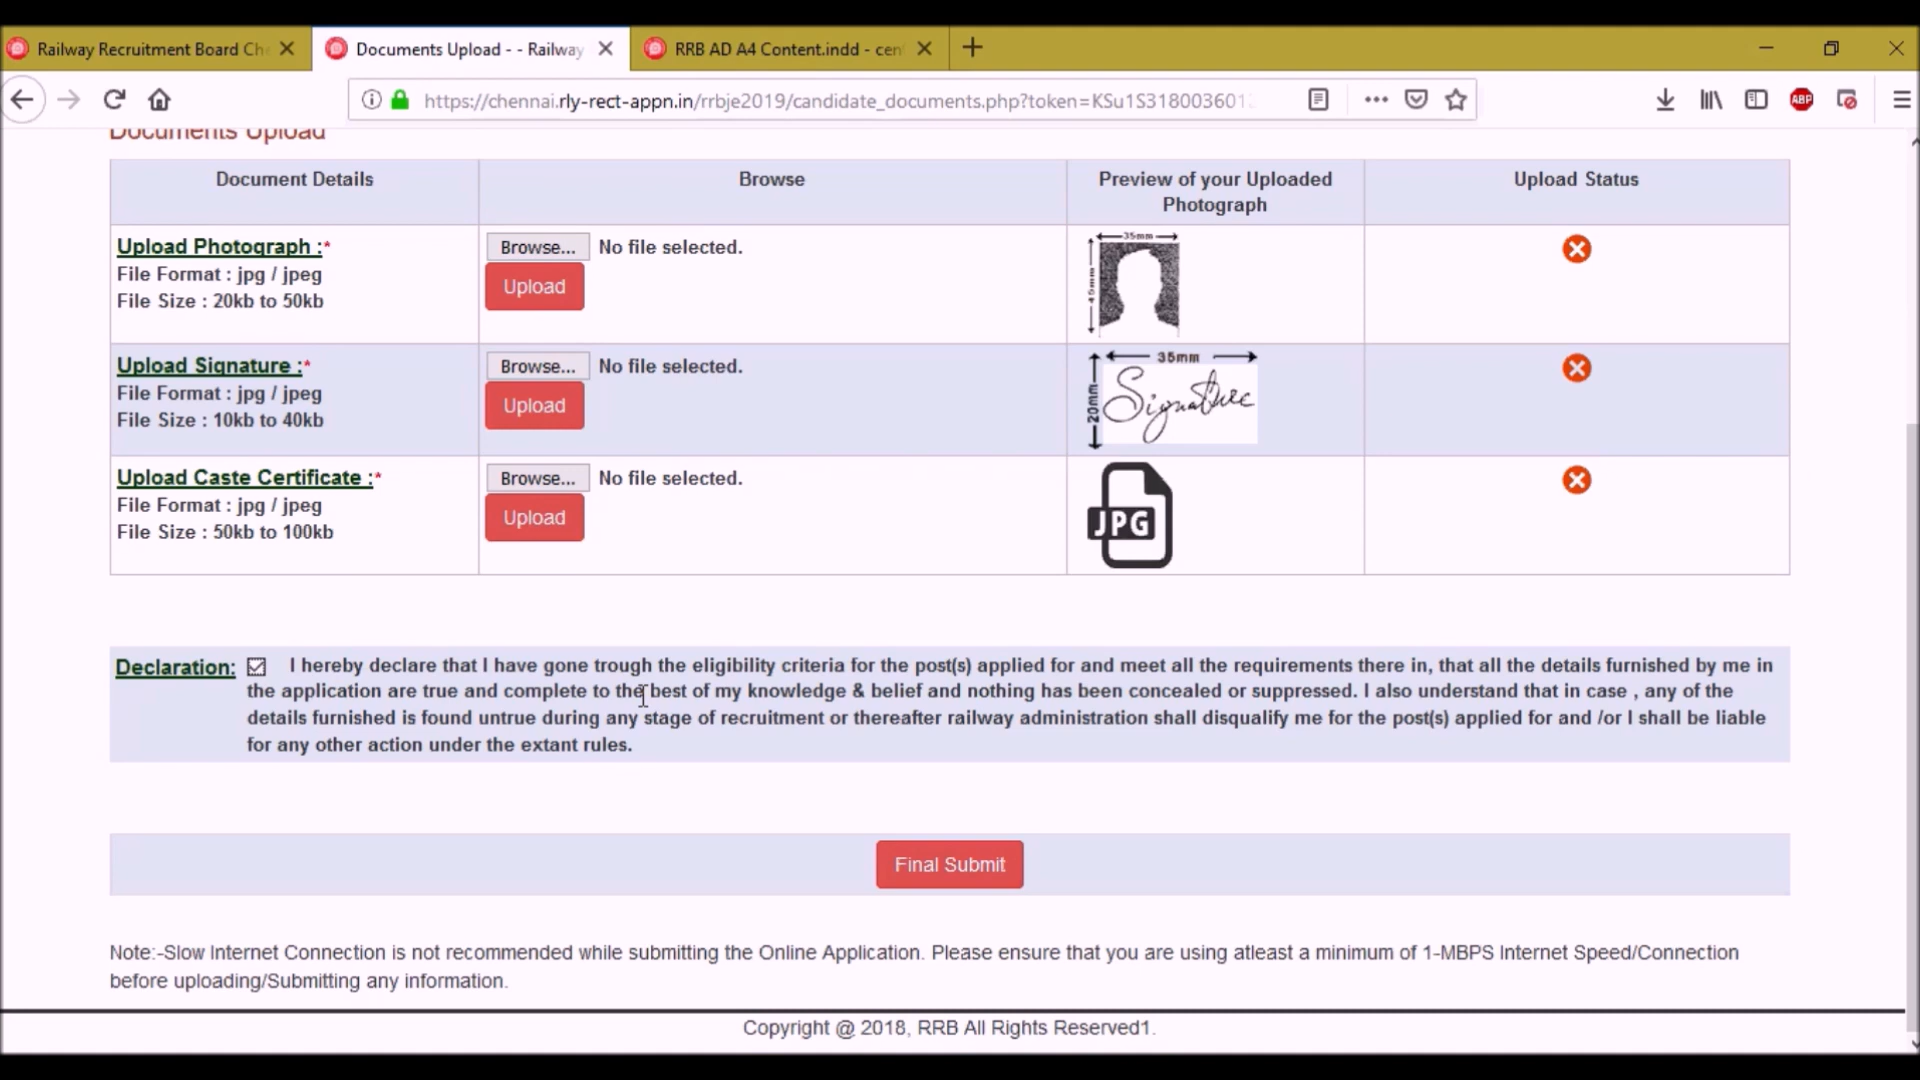 Railway Recruitment Board Che
Documents Upload - - Railway
RRB AD A4 Content.indd - cen
https://chennai.rly-rect-appn.in/rrbje2019/candidate_documents.php?token=KSu1S318003601
ABP
Documents Upload
Document Details
Browse
Preview of your Uploaded
Photograph
Upload Status
Upload Photograph :*
File Format : jpg / jpeg
File Size : 20kb to 50kb
Browse... No file selected.
Upload
35mm
45mm
Upload Signature :*
File Format : jpg / jpeg
File Size : 10kb to 40kb
Browse... No file selected.
Upload
35mm
20mm
Signature
Upload Caste Certificate :*
File Format : jpg / jpeg
File Size : 50kb to 100kb
Browse... No file selected.
Upload
JPG
Declaration: I hereby declare that I have gone trough the eligibility criteria for the post(s) applied for and meet all the requirements there in, that all the details furnished by me in
the application are true and complete to the best of my knowledge & belief and nothing has been concealed or suppressed. I also understand that in case , any of the
details furnished is found untrue during any stage of recruitment or thereafter railway administration shall disqualify me for the post(s) applied for and /or I shall be liable
for any other action under the extant rules.
Final Submit
Note:-Slow Internet Connection is not recommended while submitting the Online Application. Please ensure that you are using atleast a minimum of 1-MBPS Internet Speed/Connection
before uploading/Submitting any information.
Copyright @ 2018, RRB All Rights Reserved1.